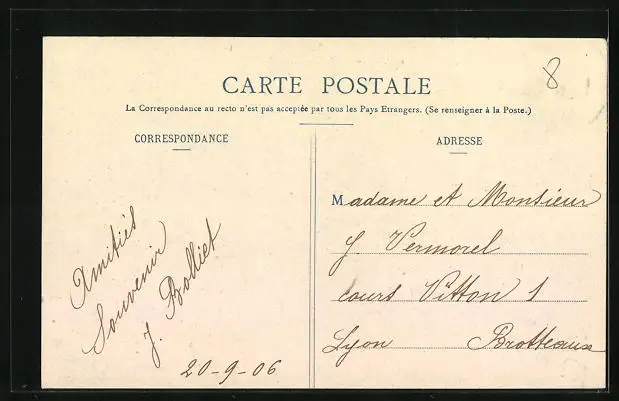 8
CARTE POSTALE
La Correspondance au recto n'est pas acceptée par tous les Pays Etrangers. (Se renseigner à la Poste.)
CORRESPONDANCE
Amitiés
Souvenir
J. Bolliet
20-9-06
ADRESSE
Madame et Monsieur
J. Vermorel
cours Vitton 1
Lyon Brotteaux